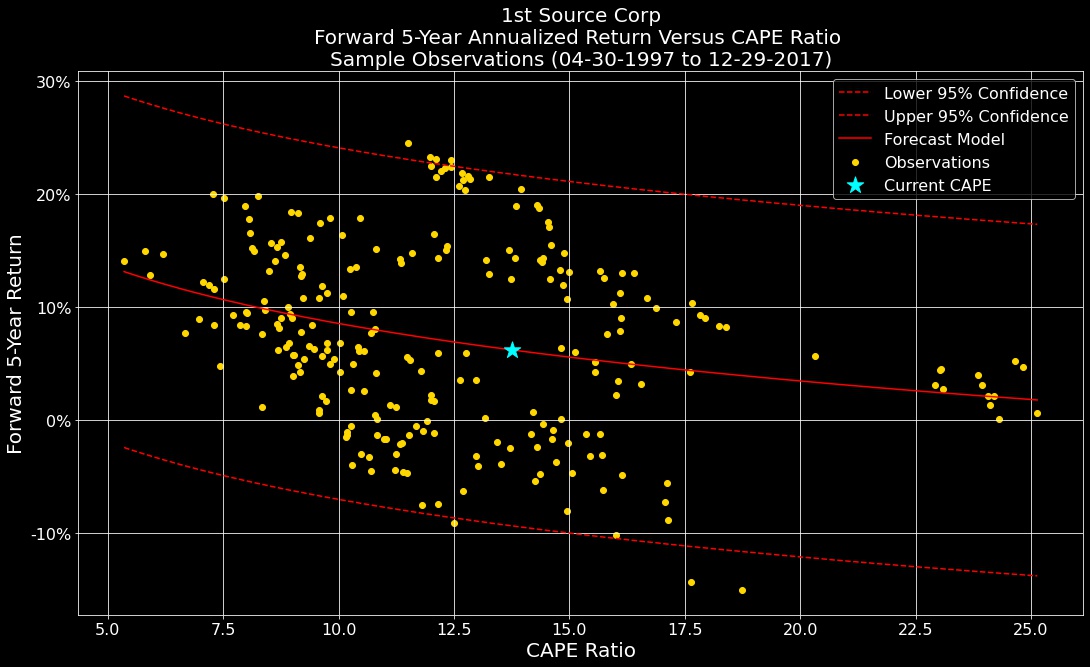 1st Source Corp
Forward 5-Year Annualized Return Versus CAPE Ratio
Sample Observations (04-30-1997 to 12-29-2017)
Forward 5-Year Return
30%
20%
10%
0%
-10%
Lower 95% Confidence
Upper 95% Confidence
Forecast Model
Observations
Current CAPE
5.0 7.5 10.0 12.5 15.0 17.5 20.0 22.5 25.0
CAPE Ratio